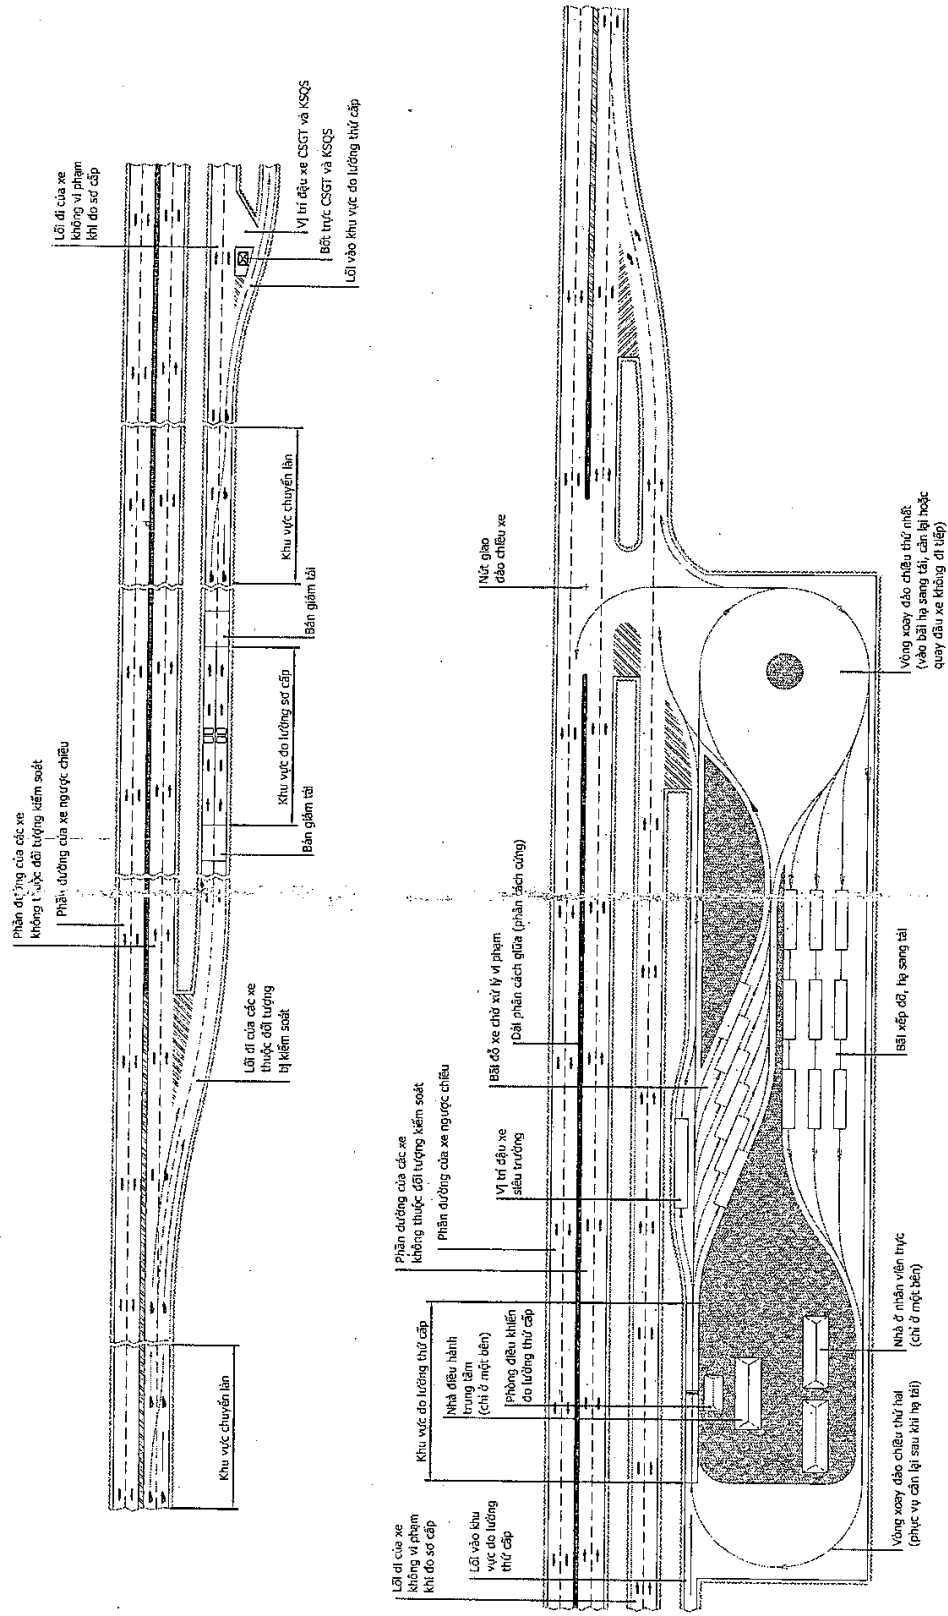 Phần đường của các xe
không thuộc đối tượng kiểm soát
Phần đường của xe ngược chiều
Lối đi của xe
không vi phạm
khi đo sơ cấp
Khu vực chuyển làn
Lối đi của các xe
thuộc đối tượng
bị kiểm soát
Bản giảm tải
Khu vực đo lường sơ cấp
Bản giảm tải
Khu vực chuyển làn
Vị trí đậu xe CSGT và KSQS
Bốt trực CSGT và KSQS
Lối vào khu vực đo lường thứ cấp
Lối đi của xe
không vi phạm
khi đo sơ cấp
Lối vào khu
vực đo lường
thứ cấp
Khu vực đo lường thứ cấp
Nhà điều hành
trung tâm
(chỉ ở một bên)
Phòng điều khiển
đo lường thứ cấp
Phần đường của các xe
không thuộc đối tượng kiểm soát
Phần đường của xe ngược chiều
Vị trí đậu xe
siêu trường
Bãi đỗ xe chờ xử lý vi phạm
Dải phân cách giữa (phân cách cứng)
Nút giao
đảo chiều xe
Vòng xoay đảo chiều thứ hai
(phục vụ cân lại sau khi hạ tải)
Nhà ở nhân viên trực
(chỉ ở một bên)
Bãi xếp dỡ, hạ sang tải
Vòng xoay đảo chiều thứ nhất
(vào bãi hạ sang tải, cân lại hoặc
quay đầu xe không đi tiếp)